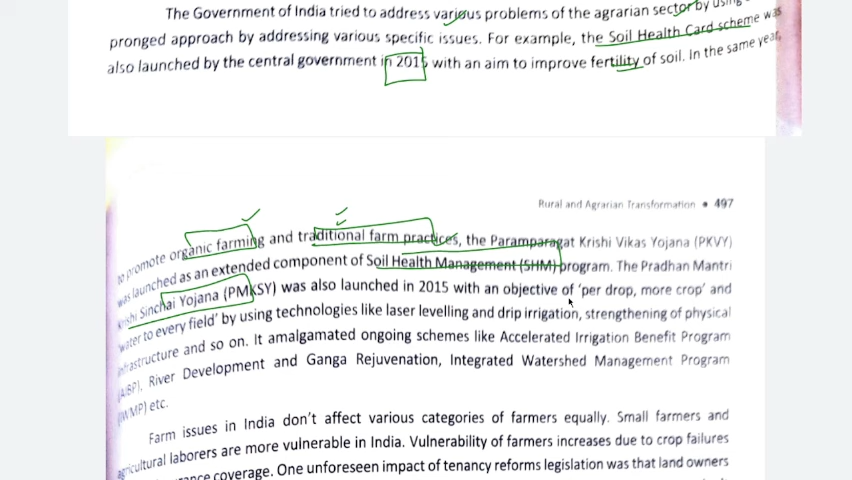 The Government of India tried to address various problems of the agrarian sector by using
pronged approach by addressing various specific issues. For example, the Soil Health Card scheme was
also launched by the central government in 2015 with an aim to improve fertility of soil. In the same year,
Rural and Agrarian Transformation • 497
to promote organic farming and traditional farm practices, the Paramparagat Krishi Vikas Yojana (PKVY)
was launched as an extended component of Soil Health Management (SHM) program. The Pradhan Mantri
Krishi Sinchai Yojana (PMKSY) was also launched in 2015 with an objective of 'per drop, more crop' and
'water to every field' by using technologies like laser levelling and drip irrigation, strengthening of physical
infrastructure and so on. It amalgamated ongoing schemes like Accelerated Irrigation Benefit Program
(AIBP), River Development and Ganga Rejuvenation, Integrated Watershed Management Program
(IWMP) etc.
Farm issues in India don't affect various categories of farmers equally. Small farmers and
agricultural laborers are more vulnerable in India. Vulnerability of farmers increases due to crop failures
coverage. One unforeseen impact of tenancy reforms legislation was that land owners